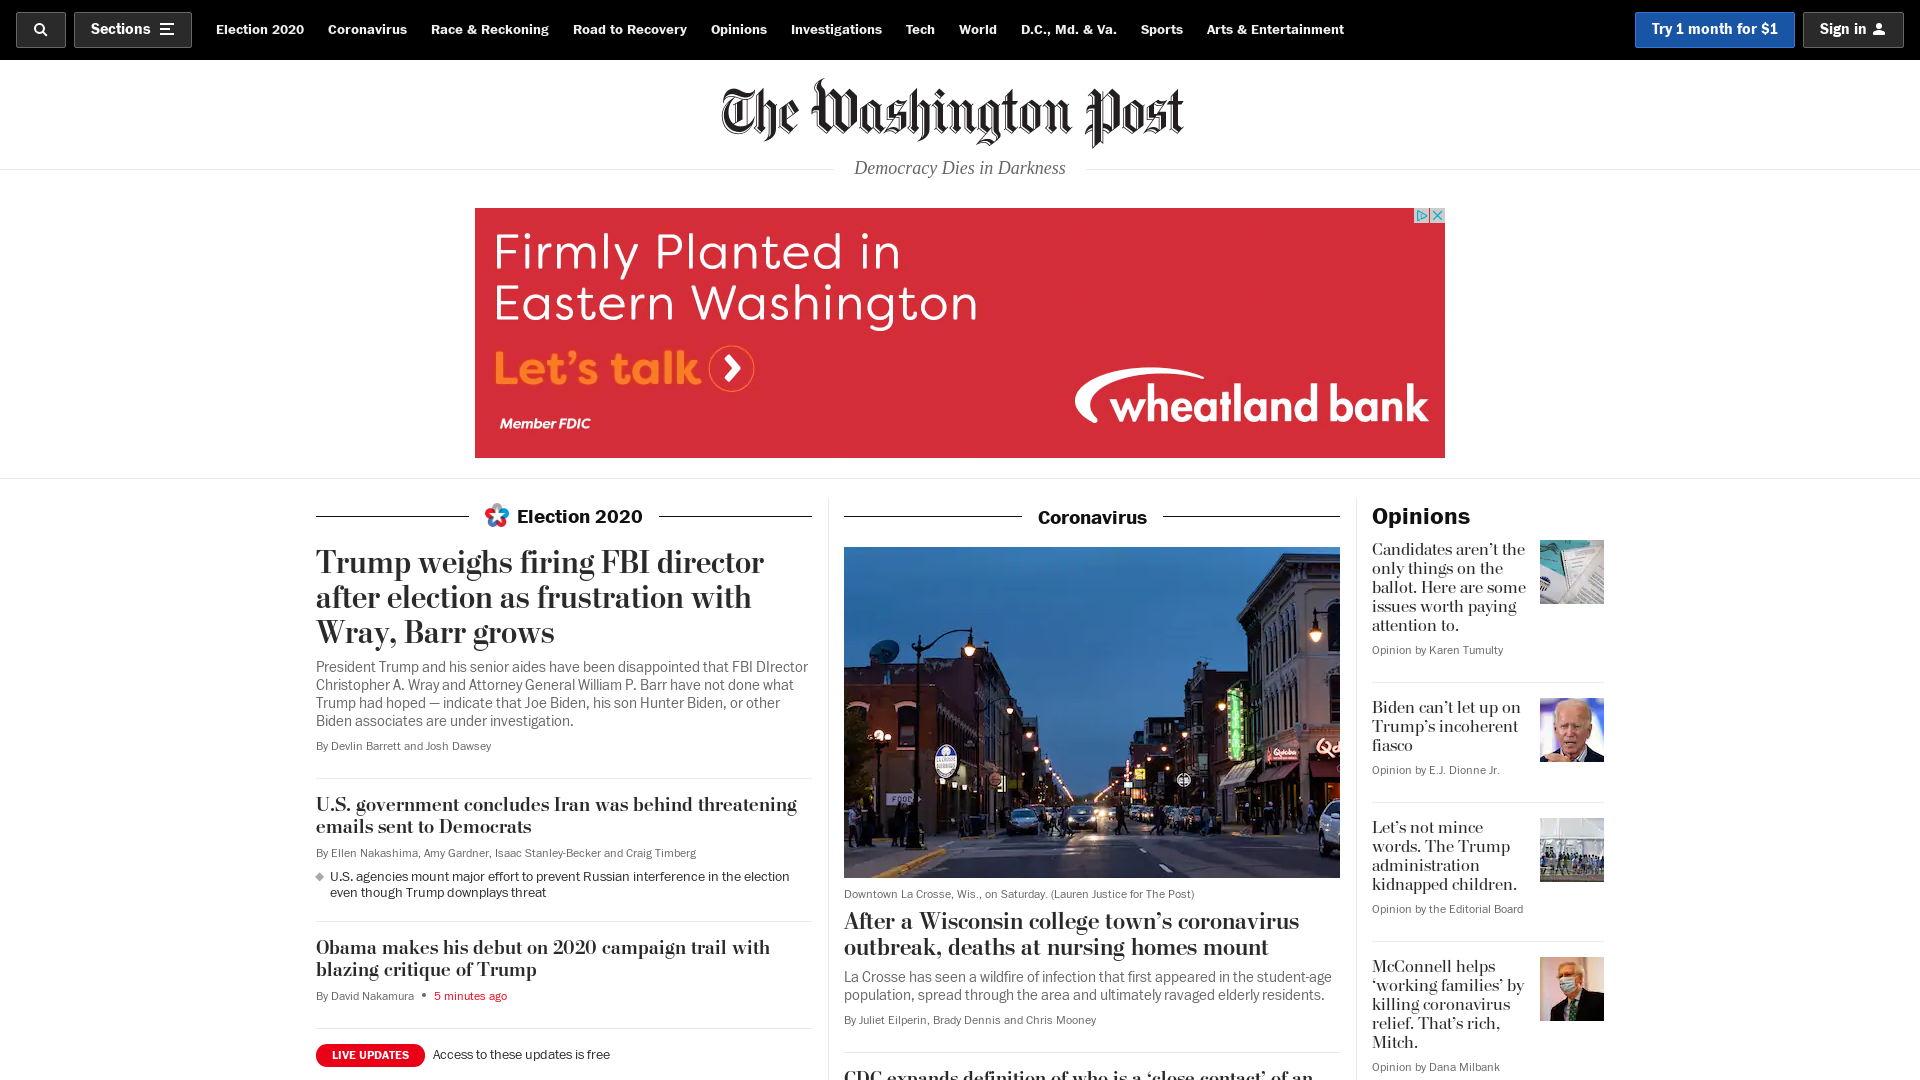 Sections
Election 2020
Coronavirus
Race & Reckoning
Road to Recovery
Opinions
Investigations
Tech
World
D.C., Md. & Va.
Sports
Arts & Entertainment
Try 1 month for $1
Sign in
The Washington Post
Democracy Dies in Darkness
Firmly Planted in
Eastern Washington
Let's talk
Member FDIC
wheatland bank
Election 2020
Trump weighs firing FBI director
after election as frustration with
Wray, Barr grows
President Trump and his senior aides have been disappointed that FBI DIrector
Christopher A. Wray and Attorney General William P. Barr have not done what
Trump had hoped — indicate that Joe Biden, his son Hunter Biden, or other
Biden associates are under investigation.
By Devlin Barrett and Josh Dawsey
U.S. government concludes Iran was behind threatening
emails sent to Democrats
By Ellen Nakashima, Amy Gardner, Isaac Stanley-Becker and Craig Timberg
U.S. agencies mount major effort to prevent Russian interference in the election
even though Trump downplays threat
Obama makes his debut on 2020 campaign trail with
blazing critique of Trump
By David Nakamura • 5 minutes ago
LIVE UPDATES Access to these updates is free
Coronavirus
FOOD
Qdoba
Downtown La Crosse, Wis., on Saturday. (Lauren Justice for The Post)
After a Wisconsin college town’s coronavirus
outbreak, deaths at nursing homes mount
La Crosse has seen a wildfire of infection that first appeared in the student-age
population, spread through the area and ultimately ravaged elderly residents.
By Juliet Eilperin, Brady Dennis and Chris Mooney
CDC expands definition of who is a ‘close contact’ of an
Opinions
Candidates aren’t the
only things on the
ballot. Here are some
issues worth paying
attention to.
Opinion by Karen Tumulty
Biden can’t let up on
Trump’s incoherent
fiasco
Opinion by E.J. Dionne Jr.
Let’s not mince
words. The Trump
administration
kidnapped children.
Opinion by the Editorial Board
McConnell helps
‘working families’ by
killing coronavirus
relief. That’s rich,
Mitch.
Opinion by Dana Milbank